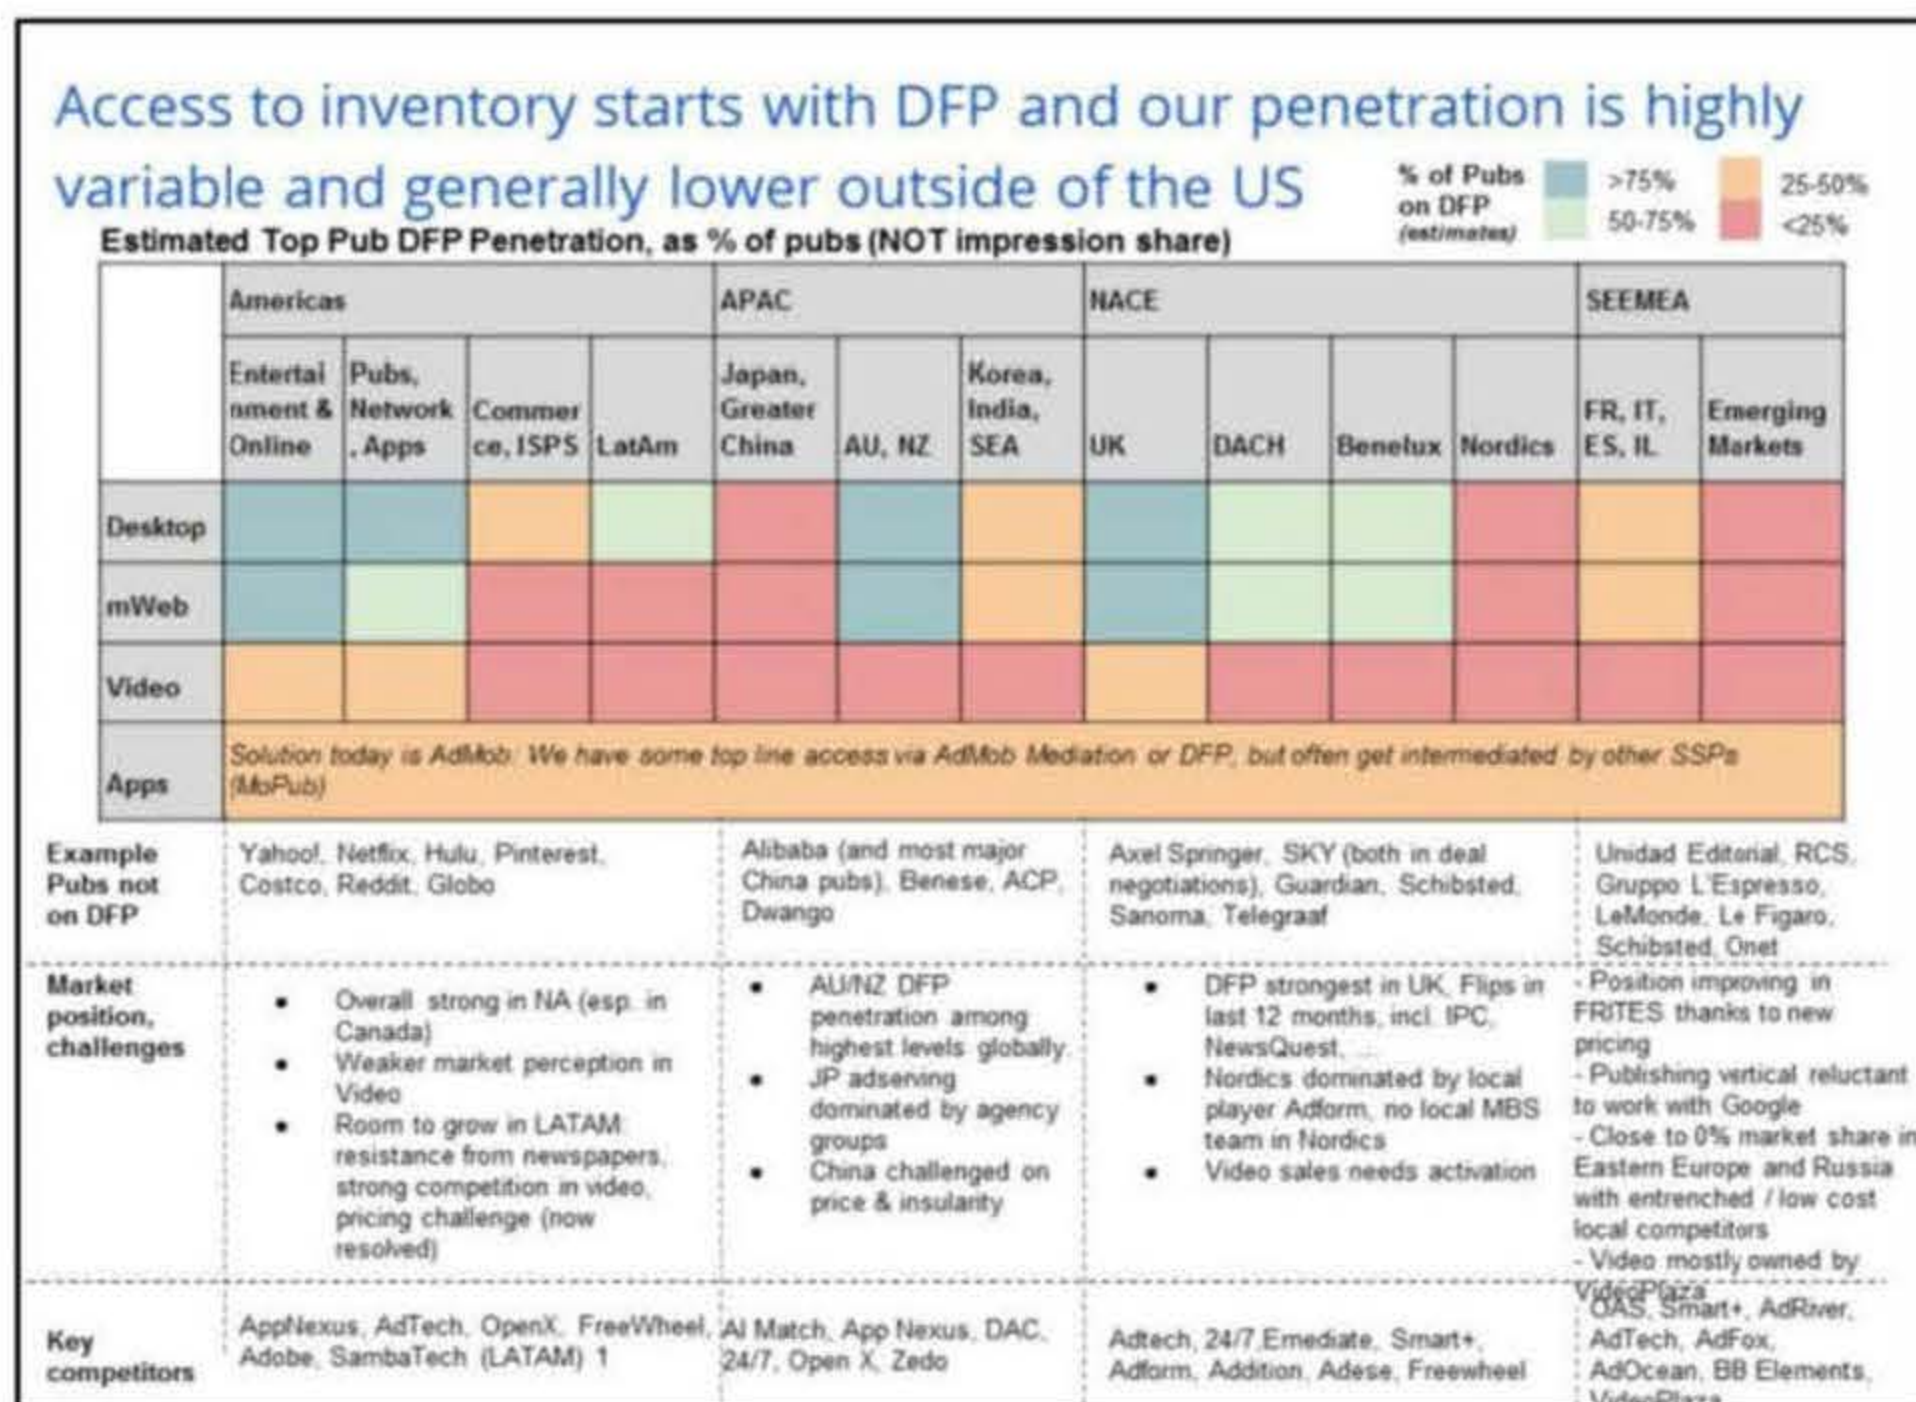 Access to inventory starts with DFP and our penetration is highly
variable and generally lower outside of the US
% of Pubs
on DFP
(estimates)
>75%
25-50%
50-75%
<25%
Estimated Top Pub DFP Penetration, as % of pubs (NOT impression share)
Americas
APAC
NACE
SEEMEA
Entertai
nment &
Online
Pubs,
Network
, Apps
Commer
ce, ISPS
LatAm
Japan,
Greater
China
AU, NZ
Korea,
India,
SEA
UK
DACH
Benelux
Nordics
FR, IT,
ES, IL
Emerging
Markets
Desktop
mWeb
Video
Apps
Solution today is AdMob: We have some top line access via AdMob Mediation or DFP, but often get intermediated by other SSPs
(MoPub)
Example
Pubs not
on DFP
Yahoo!, Netflix, Hulu, Pinterest,
Costco, Reddit, Globo
Alibaba (and most major
China pubs), Benese, ACP,
Dwango
Axel Springer, SKY (both in deal
negotiations), Guardian, Schibsted,
Sanoma, Telegraaf
Unidad Editorial, RCS,
Gruppo L'Espresso,
LeMonde, Le Figaro,
Schibsted, Onet
Market
position,
challenges
• Overall strong in NA (esp. in
Canada)
• Weaker market perception in
Video
• Room to grow in LATAM:
resistance from newspapers,
strong competition in video,
pricing challenge (now
resolved)
• AU/NZ DFP
penetration among
highest levels globally.
• JP adserving
dominated by agency
groups
• China challenged on
price & insularity
• DFP strongest in UK, Flips in
last 12 months, incl. IPC,
NewsQuest, ...
• Nordics dominated by local
player Adform, no local MBS
team in Nordics
• Video sales needs activation
- Position improving in
FRITES thanks to new
pricing
- Publishing vertical reluctant
to work with Google
- Close to 0% market share in
Eastern Europe and Russia
with entrenched / low cost
local competitors
- Video mostly owned by
VideoPlaza
Key
competitors
AppNexus, AdTech, OpenX, FreeWheel,
Adobe, SambaTech (LATAM) 1
AI Match, App Nexus, DAC,
24/7, Open X, Zedo
Adtech, 24/7,Emediate, Smart+,
Adform, Addition, Adese, Freewheel
OAS, Smart+, AdRiver,
AdTech, AdFox,
AdOcean, BB Elements,
VideoPlaza